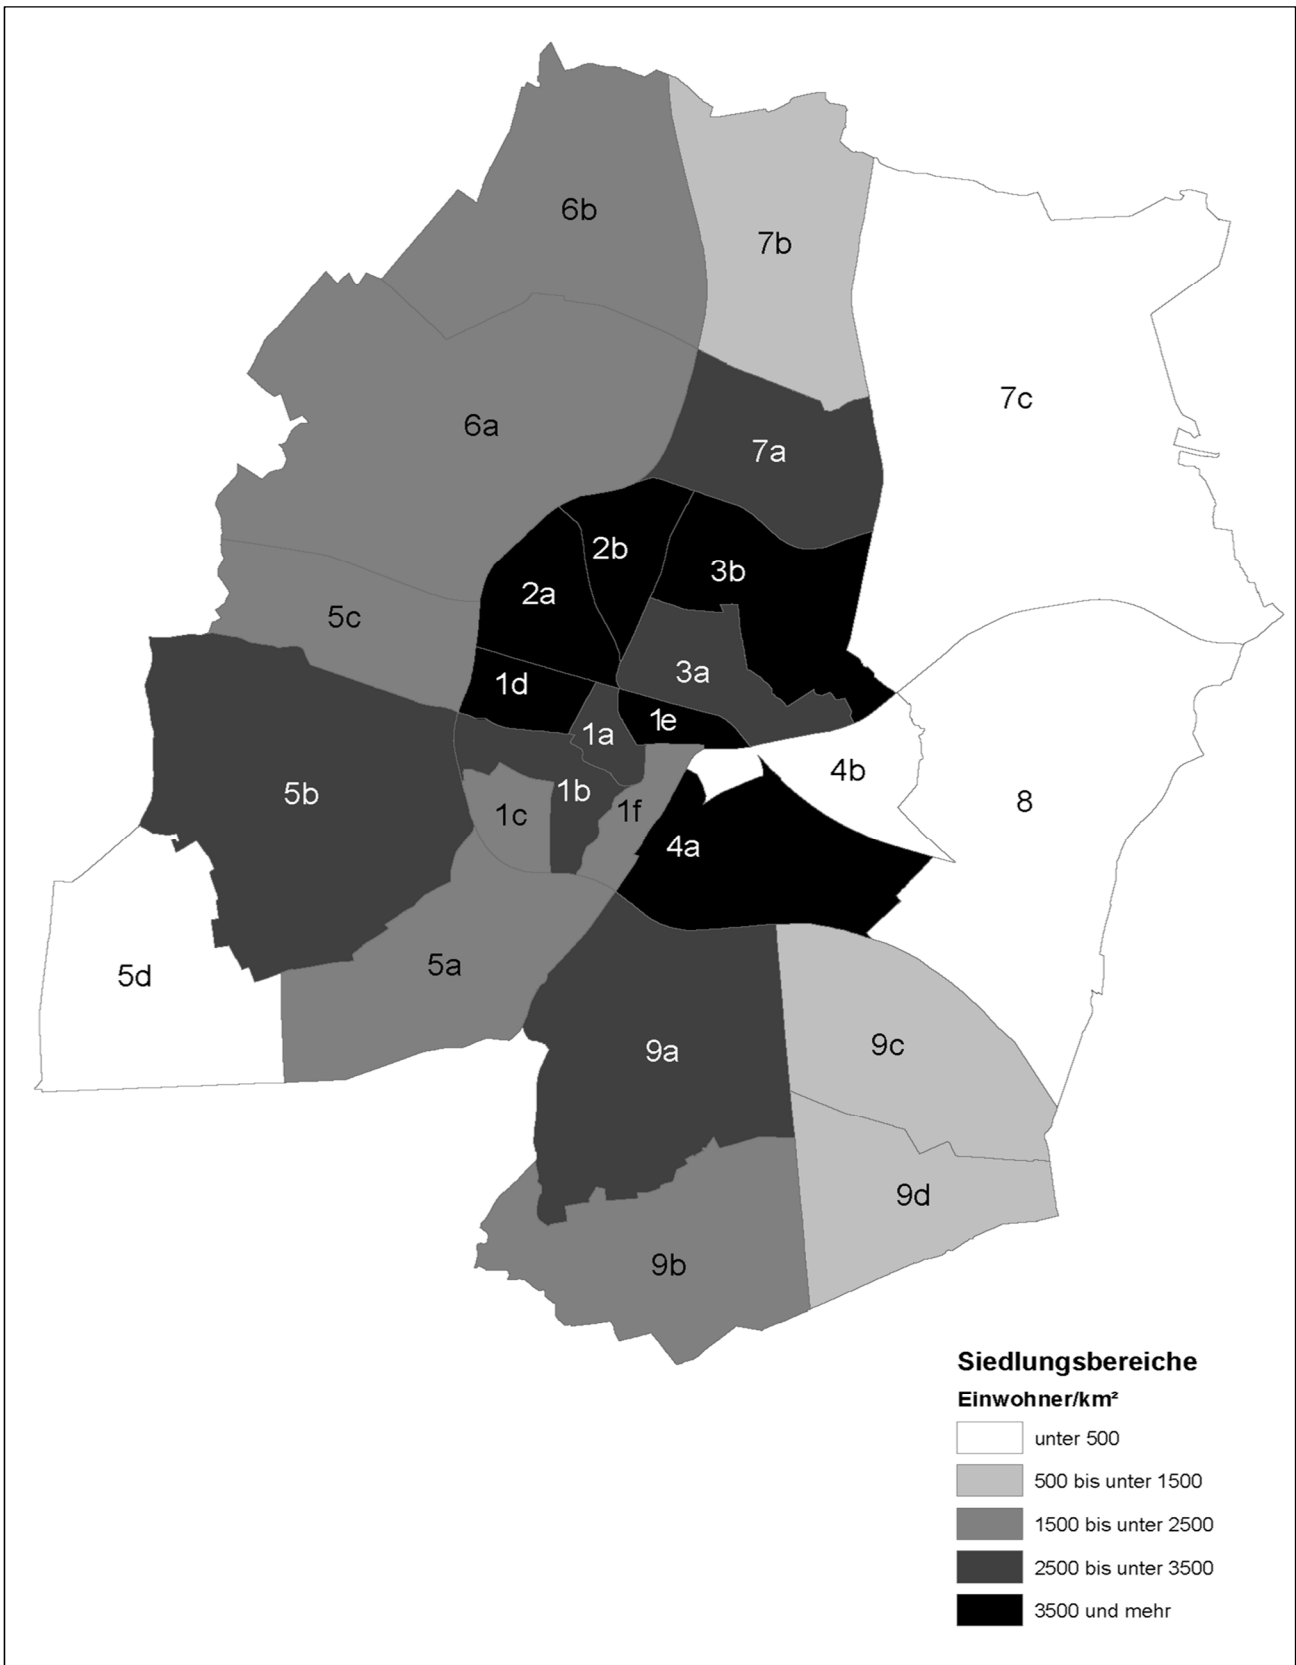 6b
7b
7c
6a
7a
2b
3b
2a
5c
3a
1d
1e
1a
4b
5b
1b
8
1c
1f
4a
5a
5d
9c
9a
9d
9b
Siedlungsbereiche
Einwohner/km²
unter 500
500 bis unter 1500
1500 bis unter 2500
2500 bis unter 3500
3500 und mehr